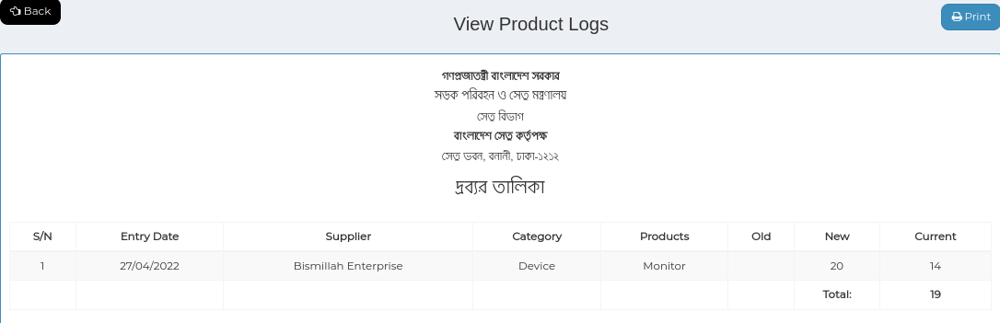 Back
View Product Logs
Print
গণপ্রজাতন্ত্রী বাংলাদেশ সরকার
সড়ক পরিবহন ও সেতু মন্ত্রণালয়
সেতু বিভাগ
বাংলাদেশ সেতু কর্তৃপক্ষ
সেতু ভবন, বনানী, ঢাকা-১২১২
দ্রব্যর তালিকা
S/N Entry Date Supplier Category Products Old New Current
1 27/04/2022 Bismillah Enterprise Device Monitor 20 14
Total: 19